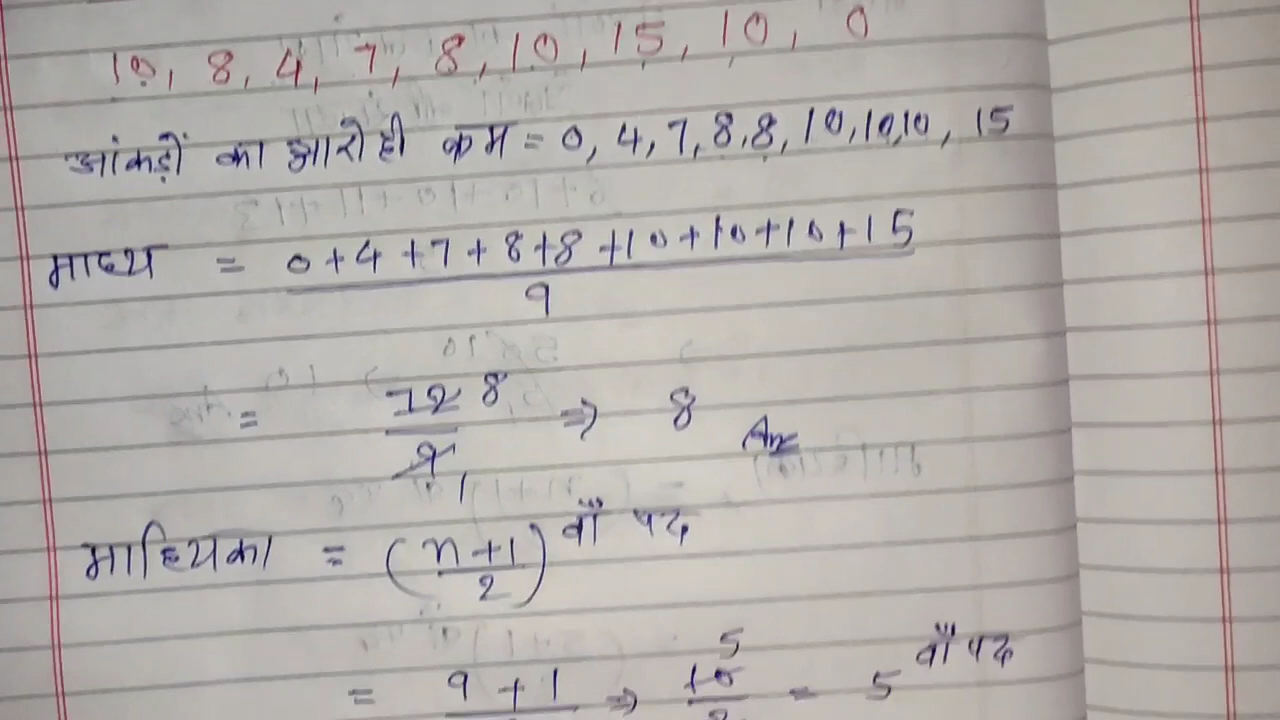 10, 8, 4, 7, 8, 10, 15, 10, 0
आंकड़ों का आरोही क्रम = 0, 4, 7, 8, 8, 10, 10, 10, 15
माध्य = 0+4+7+8+8+10+10+10+15
9
= 72 8 ⇒ 8 Ans
9 1
माध्यिका = (n+1)वाँ पद
2
= 9+1 ⇒ 10 5 = 5 वाँ पद
2